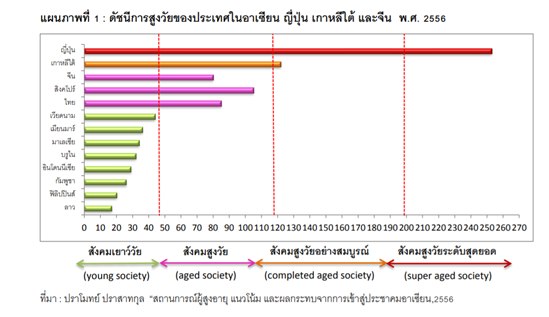 แผนภาพที่ 1 : ดัชนีการสูงวัยของประเทศในอาเซียน ญี่ปุ่น เกาหลีใต้ และจีน พ.ศ. 2556
ญี่ปุ่น
เกาหลีใต้
จีน
สิงคโปร์
ไทย
เวียดนาม
เมียนมาร์
มาเลเซีย
บรูไน
อินโดนนีเซีย
กัมพูชา
ฟิลิปปินส์
ลาว
0 10 20 30 40 50 60 70 80 90 100 110 120 130 140 150 160 170 180 190 200 210 220 230 240 250 260 270
สังคมเยาว์วัย สังคมสูงวัย สังคมสูงวัยอย่างสมบูรณ์ สังคมสูงวัยระดับสุดยอด
(young society) (aged society) (completed aged society) (super aged society)
ที่มา : ปราโมทย์ ปราสาทกุล "สถานการณ์ผู้สูงอายุ แนวโน้ม และผลกระทบจากการเข้าสู่ประชาคมอาเซียน,2556